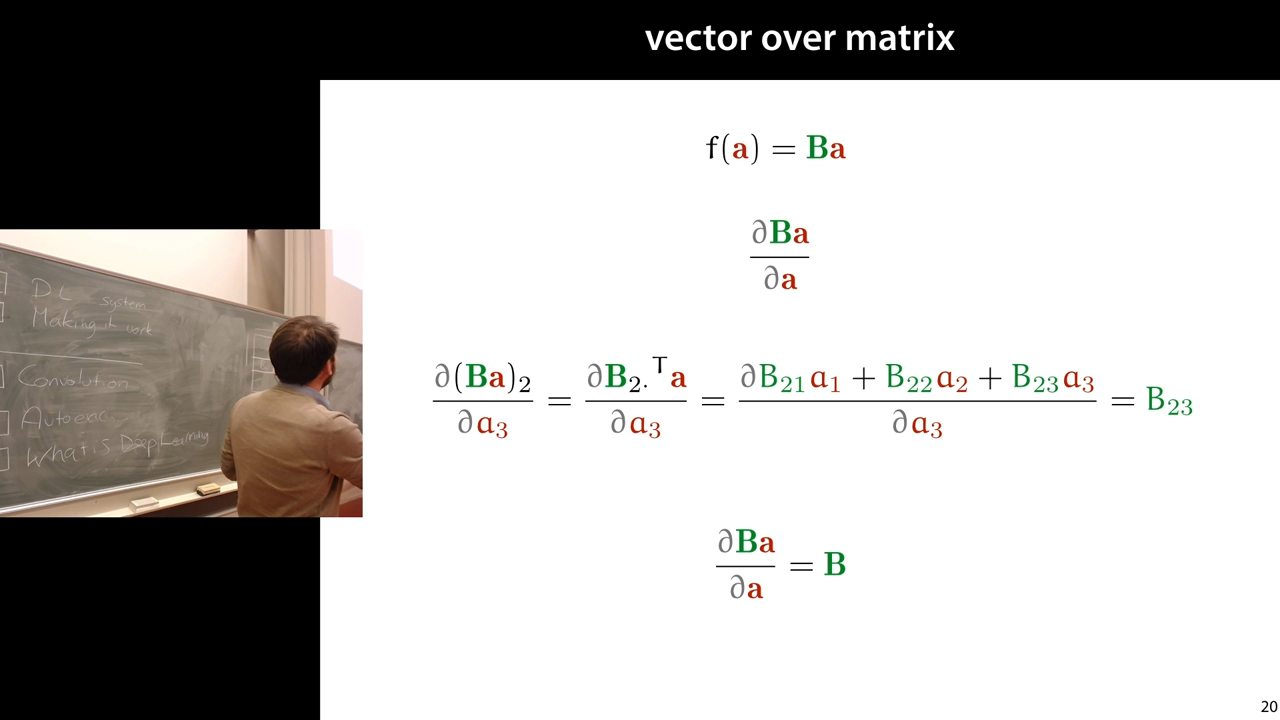 vector over matrix
f(a) = Ba
∂Ba
∂a
∂(Ba)₂ / ∂a₃ = ∂B₂.ᵀa / ∂a₃ = ∂B₂₁a₁ + B₂₂a₂ + B₂₃a₃ / ∂a₃ = B₂₃
∂Ba / ∂a = B
20
DL system
Making it work
Convolution
What is Deep Learning